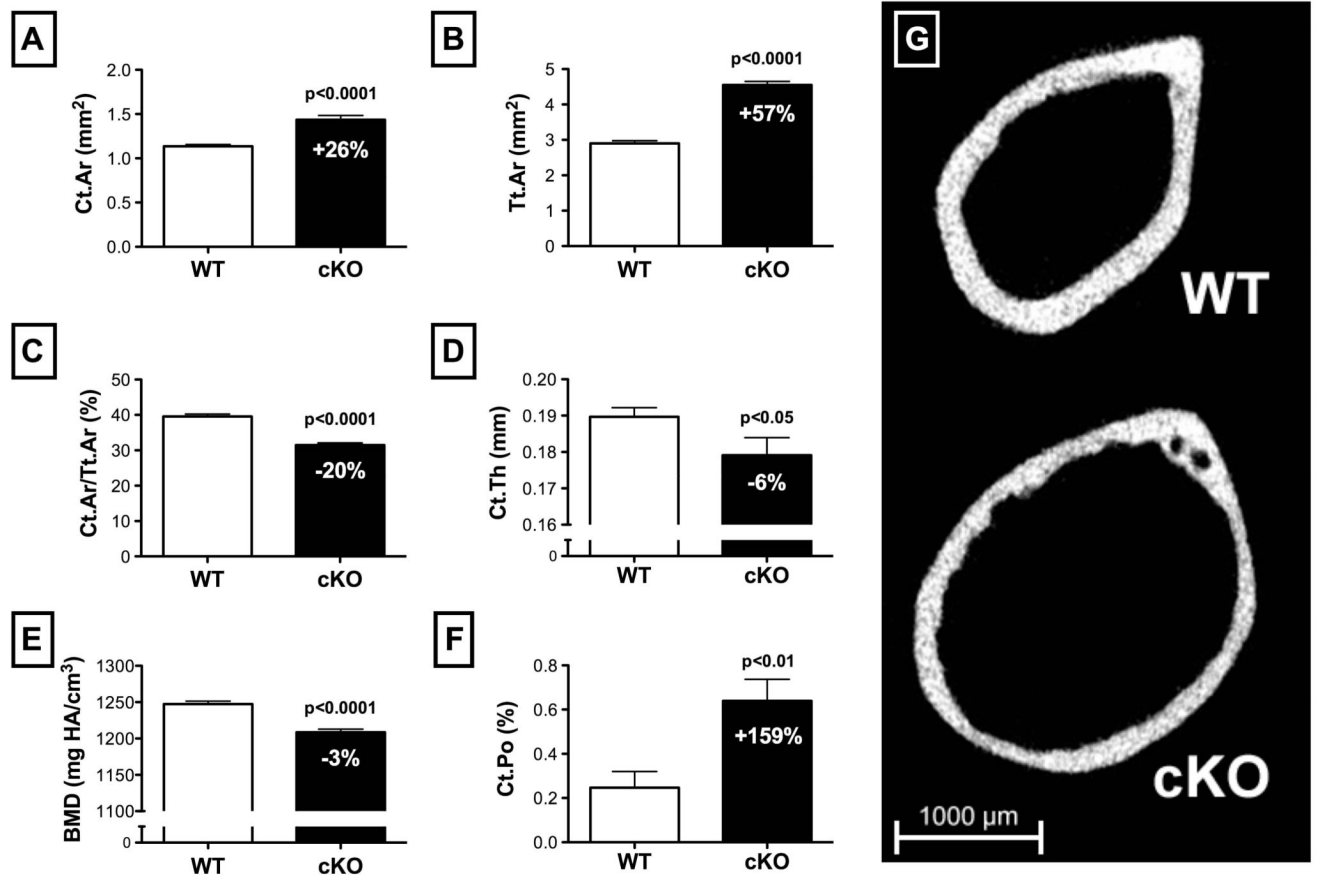 A
Ct.Ar (mm²)
2.0
1.5
1.0
0.5
0.0
p<0.0001
+26%
WT
cKO
B
Tt.Ar (mm²)
5
4
3
2
1
0
p<0.0001
+57%
WT
cKO
C
Ct.Ar/Tt.Ar (%)
50
40
30
20
10
0
p<0.0001
-20%
WT
cKO
D
Ct.Th (mm)
0.20
0.19
0.18
0.17
0.16
0
p<0.05
-6%
WT
cKO
E
BMD (mg HA/cm³)
1300
1250
1200
1150
1100
0
p<0.0001
-3%
WT
cKO
F
Ct.Po (%)
0.8
0.6
0.4
0.2
0.0
p<0.01
+159%
WT
cKO
G
WT
cKO
1000 µm